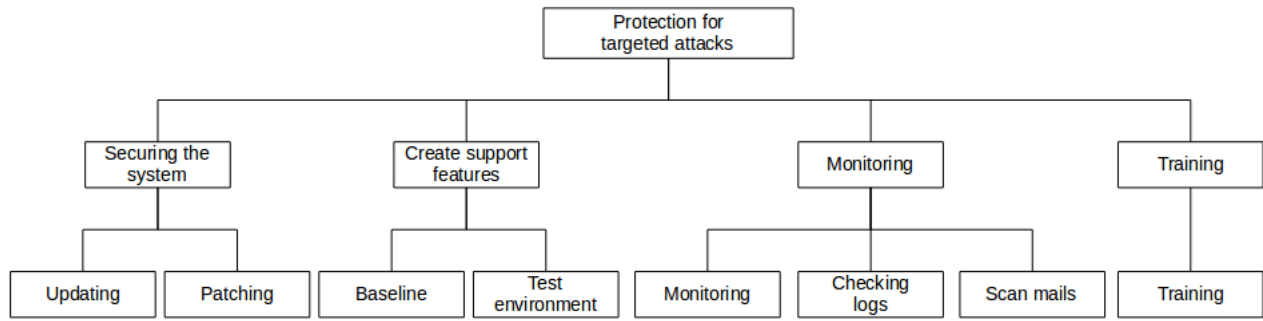 Protection for
targeted attacks
Securing the
system
Create support
features
Monitoring
Training
Updating
Patching
Baseline
Test
environment
Monitoring
Checking
logs
Scan mails
Training